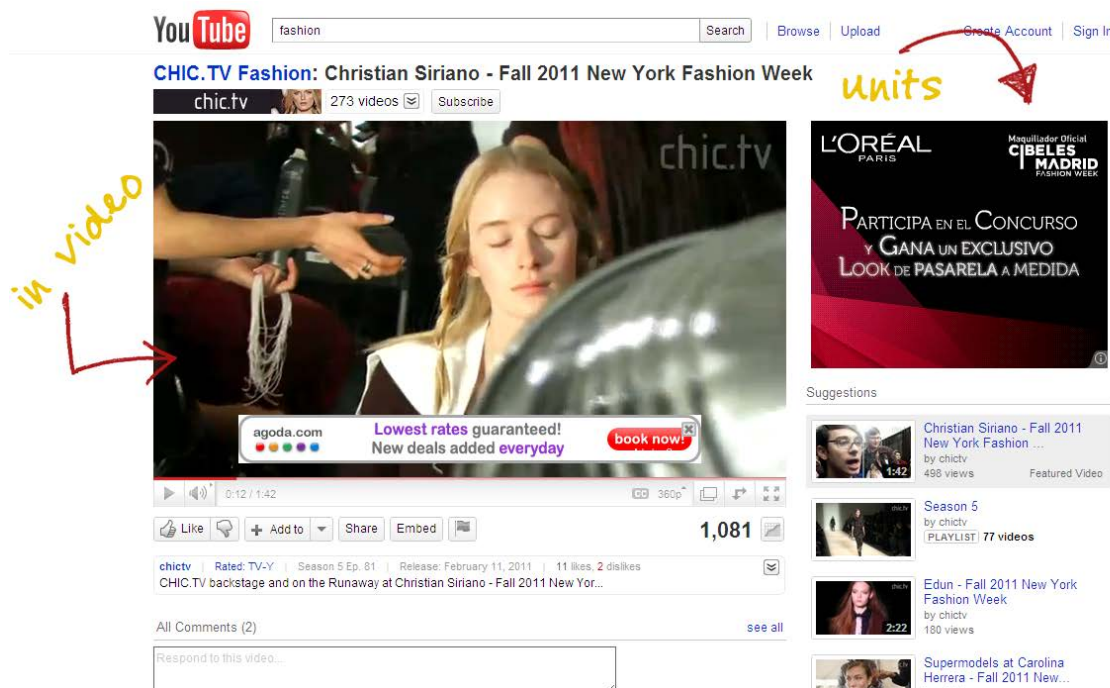 You Tube
fashion
Search
Browse
Upload
Create Account
Sign In
CHIC.TV Fashion: Christian Siriano - Fall 2011 New York Fashion Week
units
chic.tv
273 videos
Subscribe
in video
chic.tv
L'ORÉAL
PARIS
Maquillador Oficial
CIBELES
MADRID
FASHION WEEK
PARTICIPA EN EL CONCURSO
Y GANA UN EXCLUSIVO
LOOK DE PASARELA A MEDIDA
agoda.com
Lowest rates guaranteed!
New deals added everyday
book now!
0:12 / 1:42
CC
360p
Like
Add to
Share
Embed
1,081
chictv | Rated: TV-Y | Season 5 Ep. 81 | Release: February 11, 2011 | 11 likes, 2 dislikes
CHIC.TV backstage and on the Runaway at Christian Siriano - Fall 2011 New Yor...
All Comments (2)
see all
Respond to this video...
Suggestions
Christian Siriano - Fall 2011
New York Fashion ...
by chictv
498 views
Featured Video
1:42
Season 5
by chictv
PLAYLIST 77 videos
chic.tv
Edun - Fall 2011 New York
Fashion Week
by chictv
180 views
chic.tv
2:22
Supermodels at Carolina
Herrera - Fall 2011 New...